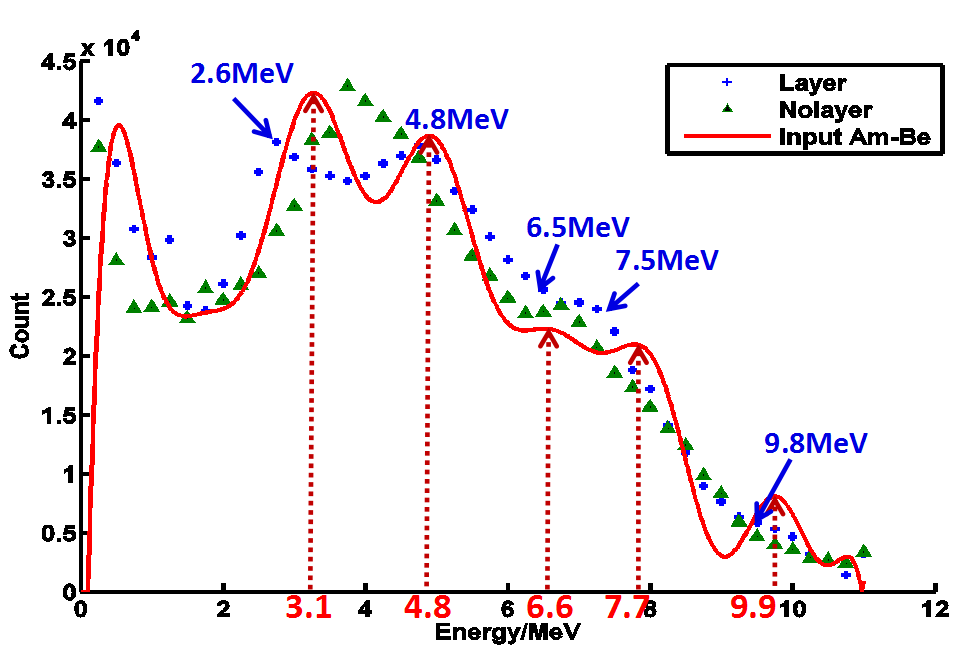 x 10⁴
4.5
4
3.5
3
2.5
2
1.5
1
0.5
0
Count
2.6MeV
4.8MeV
6.5MeV
7.5MeV
9.8MeV
Layer
Nolayer
Input Am-Be
0 2 4 6 8 10 12
3.1 4.8 6.6 7.7 9.9
Energy/MeV